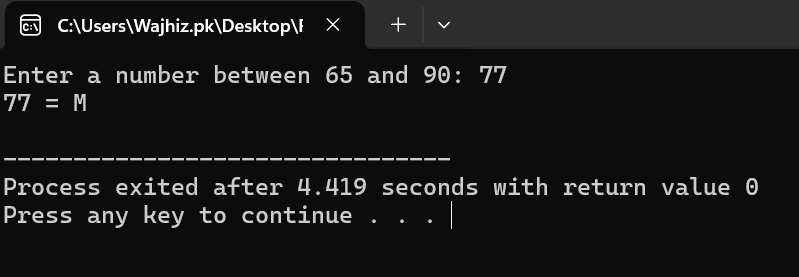 C:\Users\Wajhiz.pk\Desktop\F
Enter a number between 65 and 90: 77
77 = M
--------------------------------
Process exited after 4.419 seconds with return value 0
Press any key to continue . . .